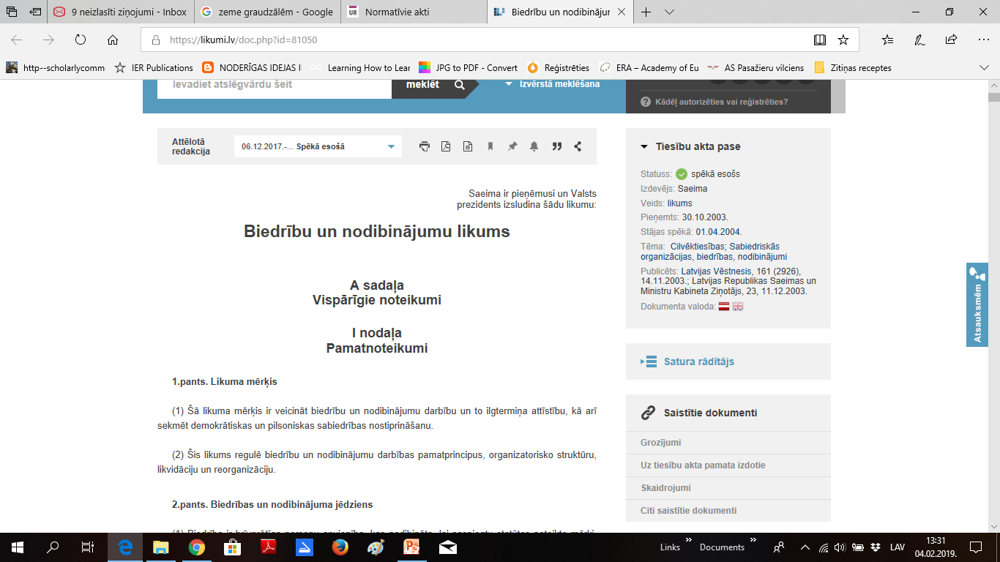 9 neizlasīti ziņojumi - Inbox
zeme graudzālēm - Google
UR Normatīvie akti
Biedrību un nodibinājur
https://likumi.lv/doc.php?id=81050
http--scholarlycomm
IER Publications
NODERĪGAS IDEJAS I
Learning How to Lear
JPG to PDF - Convert
Reģistrēties
ERA – Academy of Eu
AS Pasažieru vilciens
Zitiņas receptes
Ievadiet atslēgvārdu šeit
meklēt
Izvērstā meklēšana
Kādēļ autorizēties vai reģistrēties?
Attēlotā
redakcija
06.12.2017.-... Spēkā esošā
Saeima ir pieņēmusi un Valsts
prezidents izsludina šādu likumu:
Biedrību un nodibinājumu likums
A sadaļa
Vispārīgie noteikumi
I nodaļa
Pamatnoteikumi
1.pants. Likuma mērķis
(1) Šā likuma mērķis ir veicināt biedrību un nodibinājumu darbību un to ilgtermiņa attīstību, kā arī
sekmēt demokrātiskas un pilsoniskas sabiedrības nostiprināšanu.
(2) Šis likums regulē biedrību un nodibinājumu darbības pamatprincipus, organizatorisko struktūru,
likvidāciju un reorganizāciju.
2.pants. Biedrības un nodibinājuma jēdziens
Tiesību akta pase
Statuss: spēkā esošs
Izdevējs: Saeima
Veids: likums
Pieņemts: 30.10.2003.
Stājas spēkā: 01.04.2004.
Tēma: Cilvēktiesības; Sabiedriskās
organizācijas, biedrības, nodibinājumi
Publicēts: Latvijas Vēstnesis, 161 (2926),
14.11.2003.; Latvijas Republikas Saeimas un
Ministru Kabineta Ziņotājs, 23, 11.12.2003.
Dokumenta valoda:
Satura rādītājs
Saistītie dokumenti
Grozījumi
Uz tiesību akta pamata izdotie
Skaidrojumi
Citi saistītie dokumenti
Atsauksmēm
Links
Documents
LAV
13:31
04.02.2019.